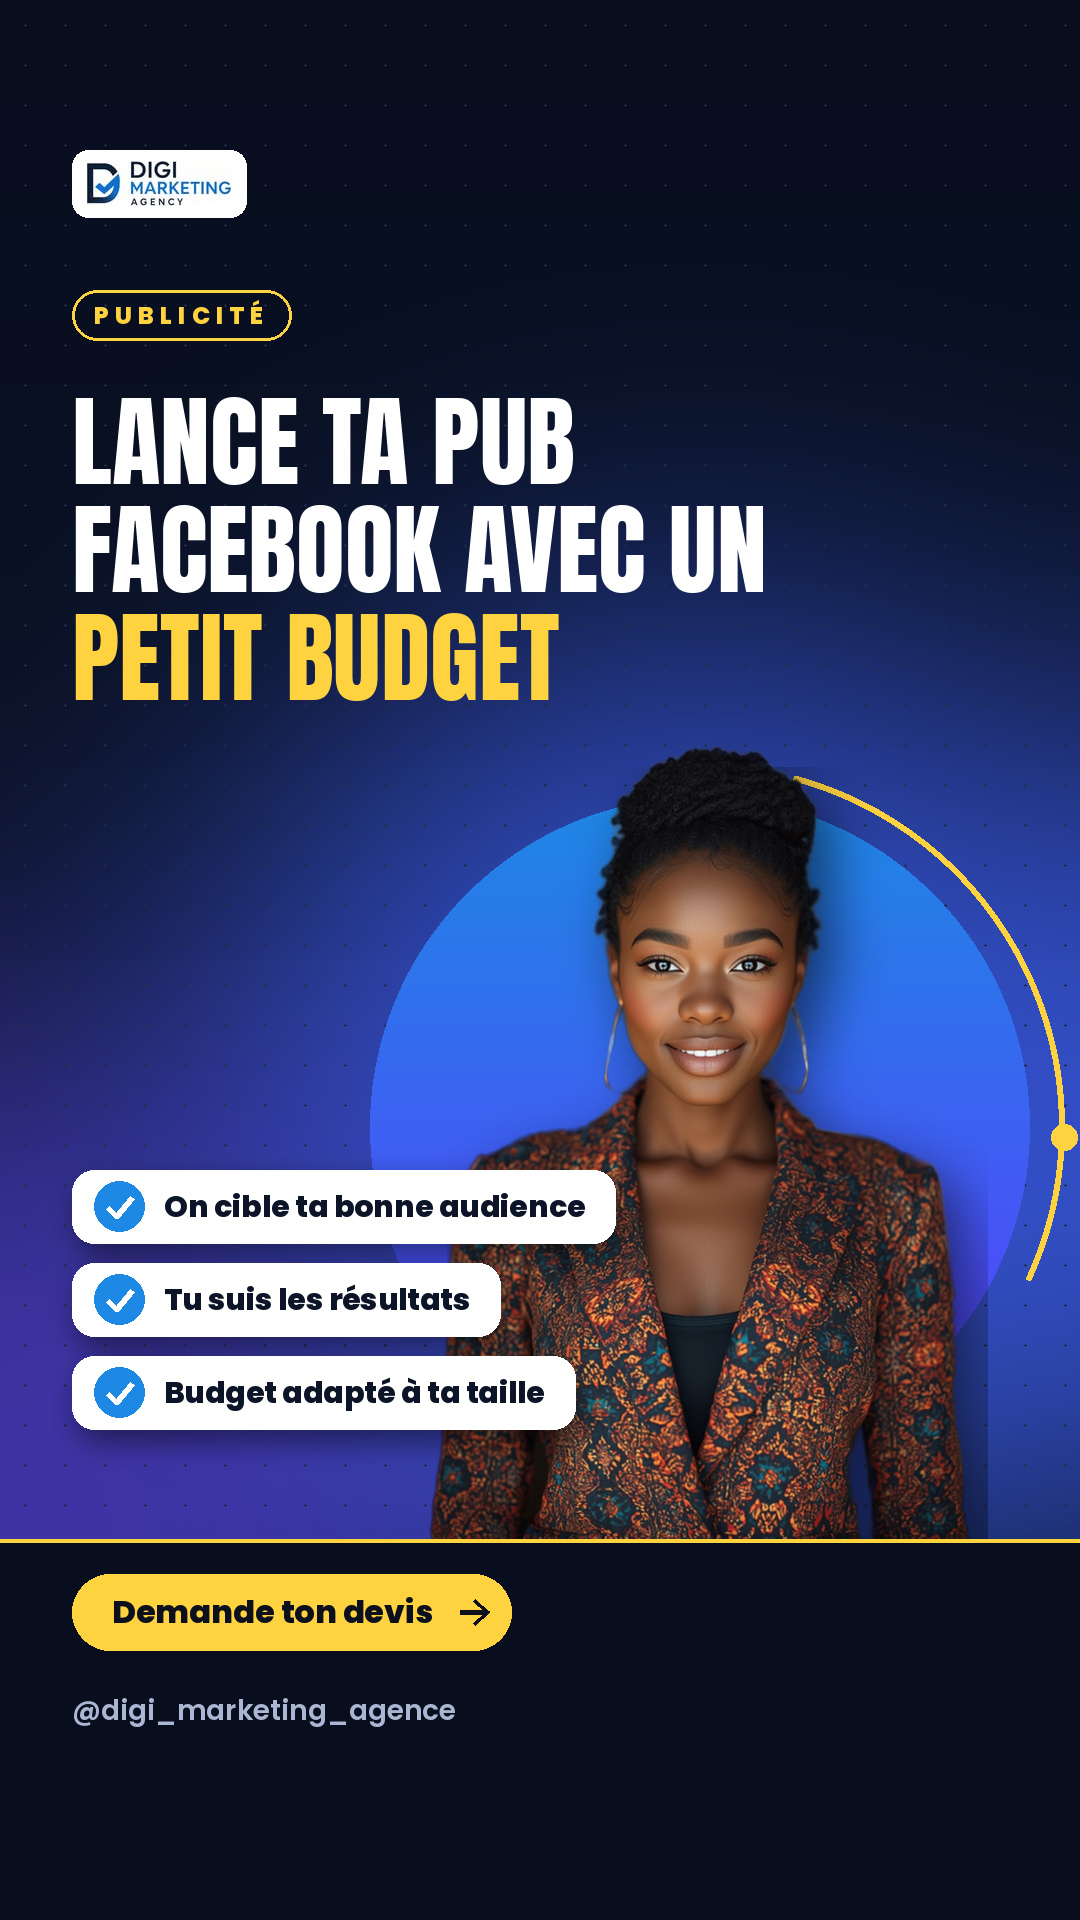 DIGI
MARKETING
AGENCY
PUBLICITÉ
LANCE TA PUB
FACEBOOK AVEC UN
PETIT BUDGET
On cible ta bonne audience
Tu suis les résultats
Budget adapté à ta taille
Demande ton devis
@digi_marketing_agence